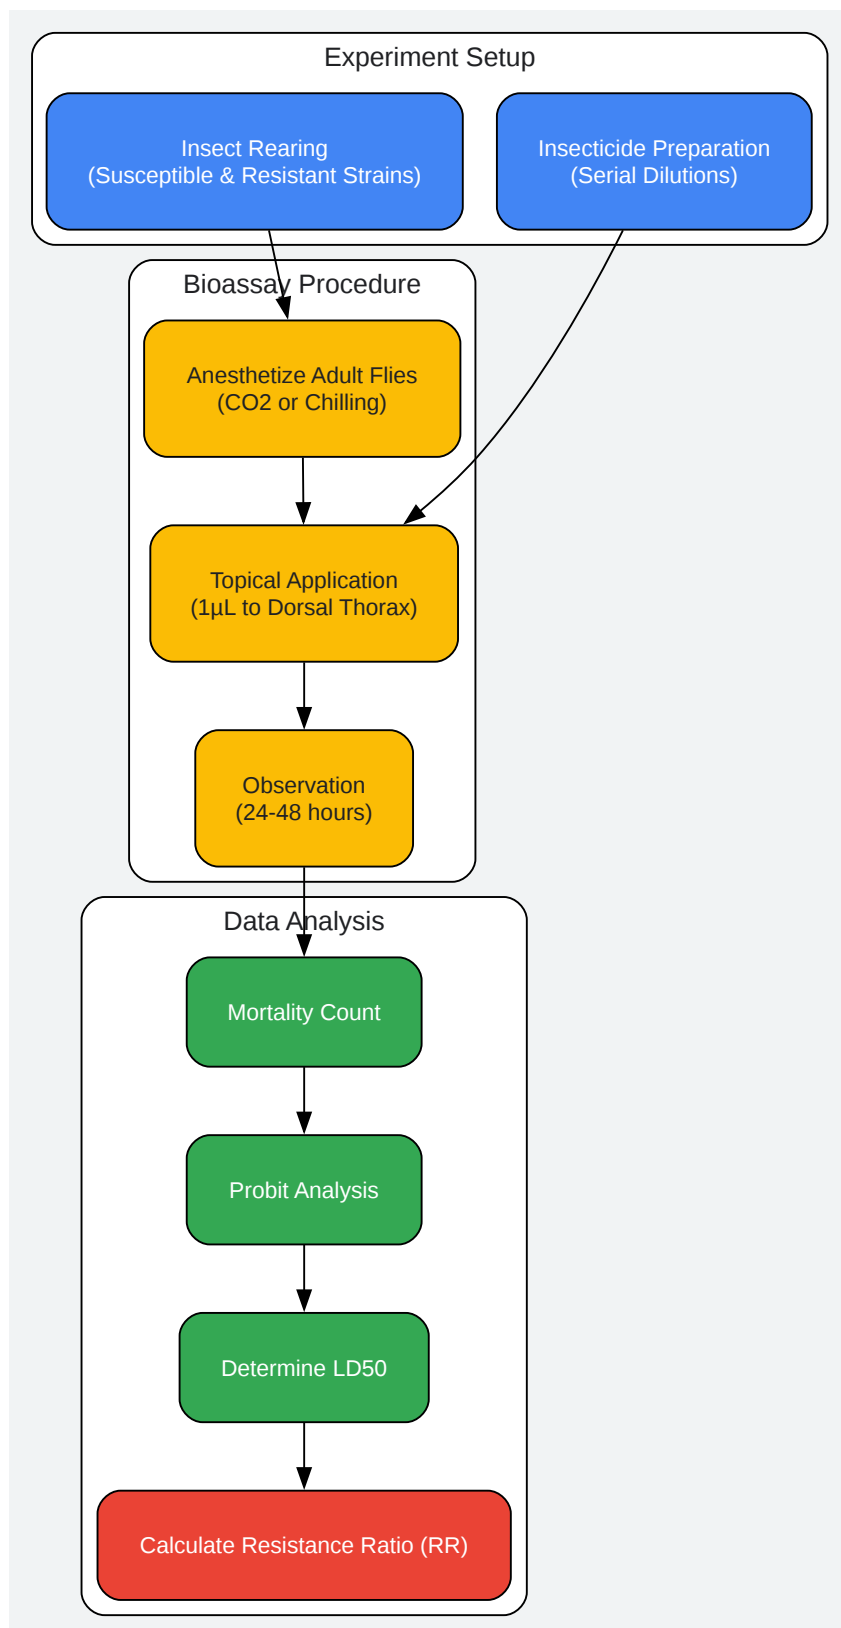 Experiment Setup
Insect Rearing
(Susceptible & Resistant Strains)
Insecticide Preparation
(Serial Dilutions)
Bioassay Procedure
Anesthetize Adult Flies
(CO2 or Chilling)
Topical Application
(1µL to Dorsal Thorax)
Observation
(24-48 hours)
Data Analysis
Mortality Count
Probit Analysis
Determine LD50
Calculate Resistance Ratio (RR)